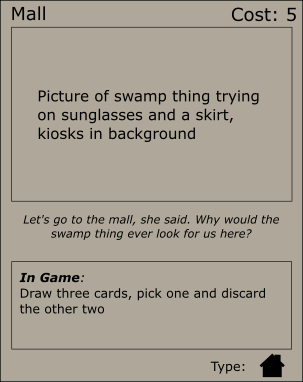 Mall
Cost: 5
Picture of swamp thing trying
on sunglasses and a skirt,
kiosks in background
Let's go to the mall, she said. Why would the
swamp thing ever look for us here?
In Game:
Draw three cards, pick one and discard
the other two
Type: